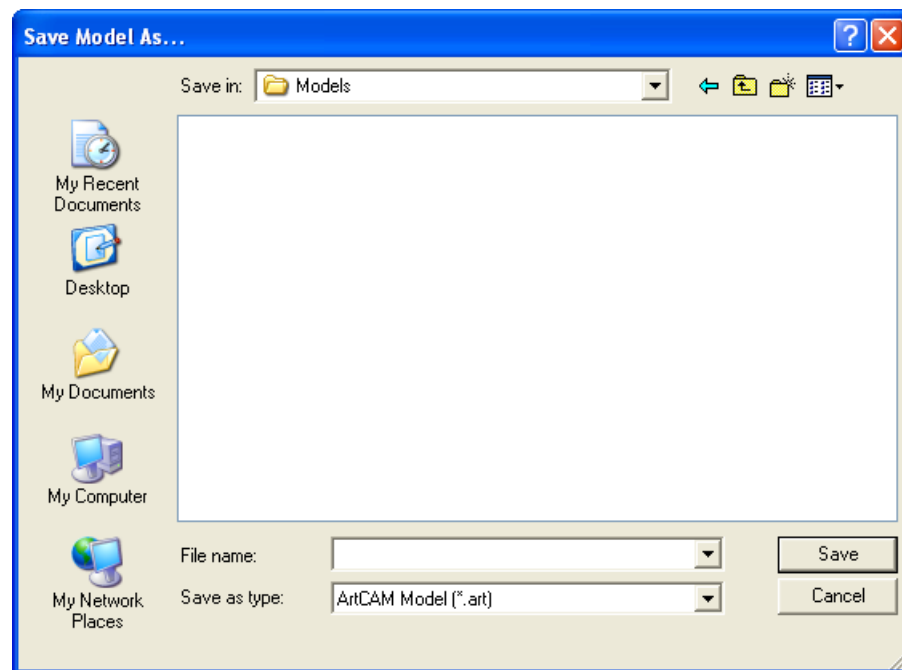 Save Model As...
Save in: Models
My Recent
Documents
Desktop
My Documents
My Computer
My Network
Places
File name:
Save
Save as type: ArtCAM Model (*.art)
Cancel